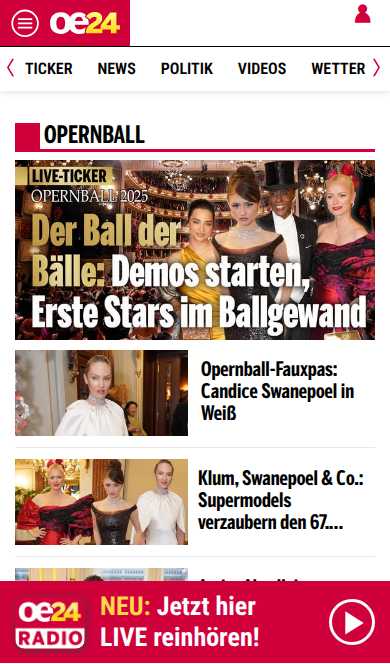 oe24
TICKER NEWS POLITIK VIDEOS WETTER
OPERNBALL
LIVE-TICKER
OPERNBALL 2025
Der Ball der
Bälle: Demos starten,
Erste Stars im Ballgewand
Opernball-Fauxpas:
Candice Swanepoel in
Weiß
Klum, Swanepoel & Co.:
Supermodels
verzaubern den 67....
oe24
RADIO
NEU: Jetzt hier
LIVE reinhören!